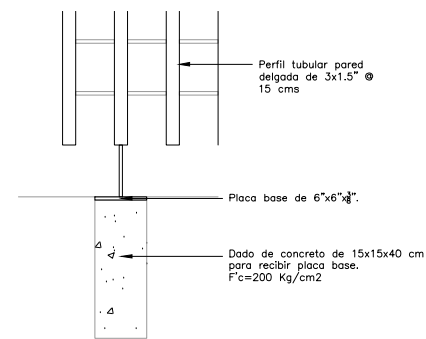 Perfil tubular pared
delgada de 3x1.5" @
15 cms
Placa base de 6"x6"x3/8".
Dado de concreto de 15x15x40 cm
para recibir placa base.
F'c=200 Kg/cm2